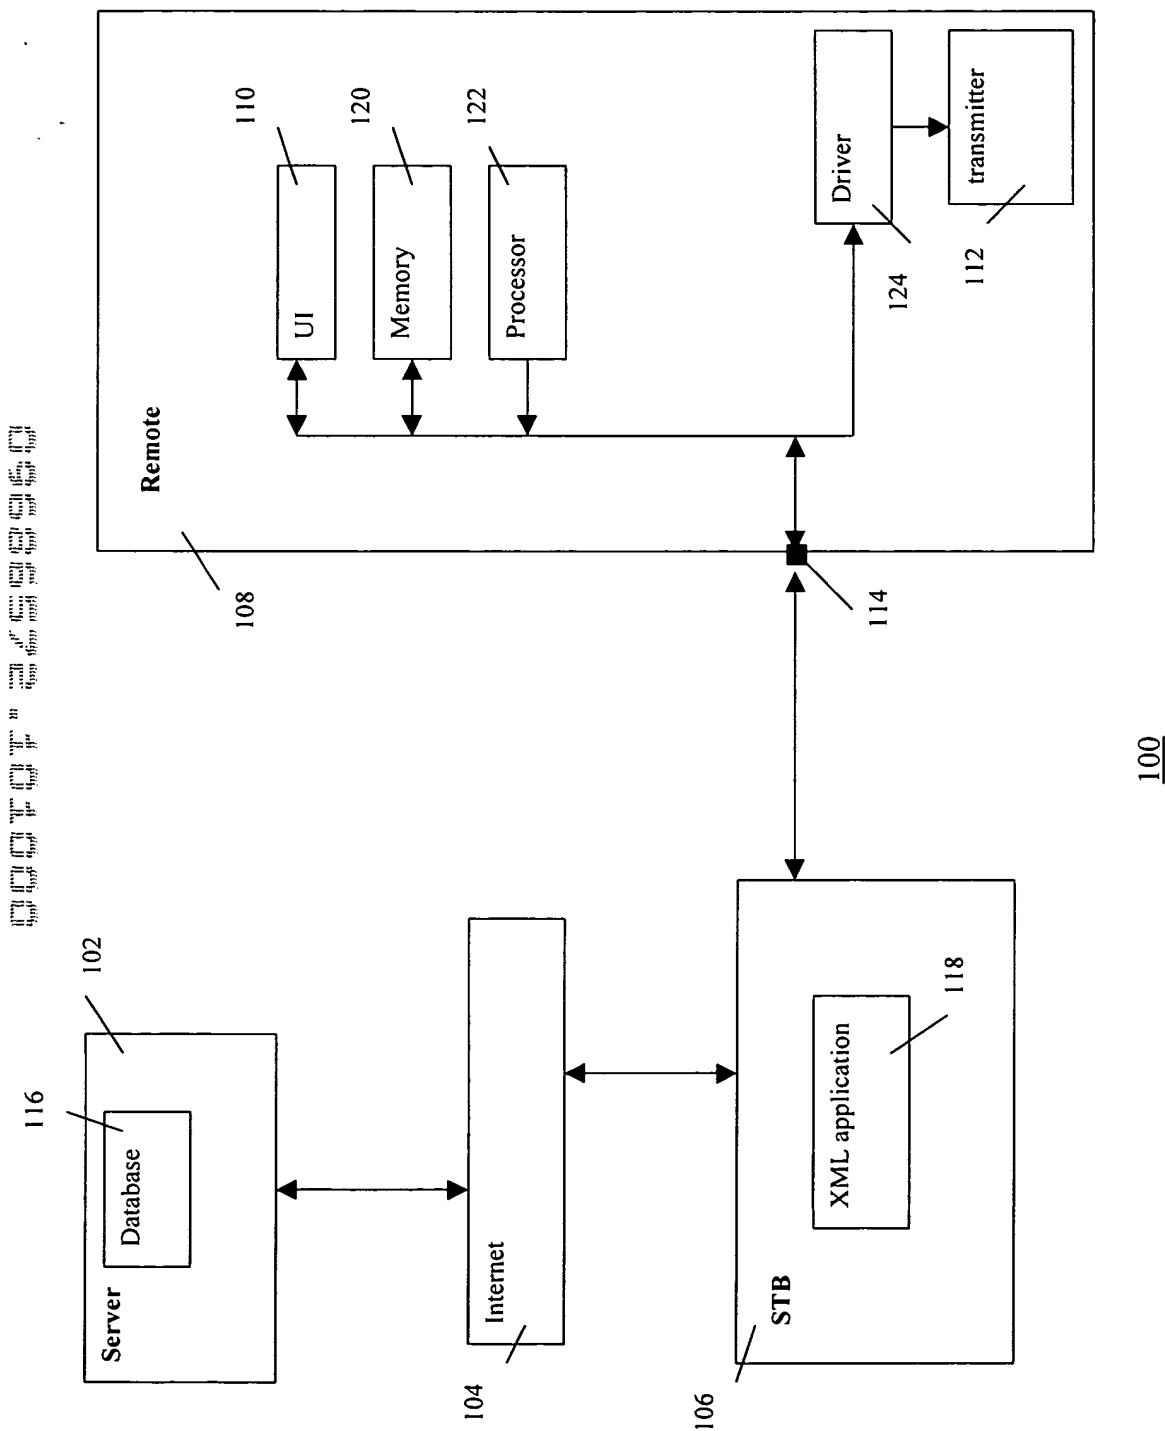 116
102
Server
Database
Remote
108
110
UI
120
Memory
122
Processor
104
Internet
106
STB
XML application
118
114
Driver
124
transmitter
112
100